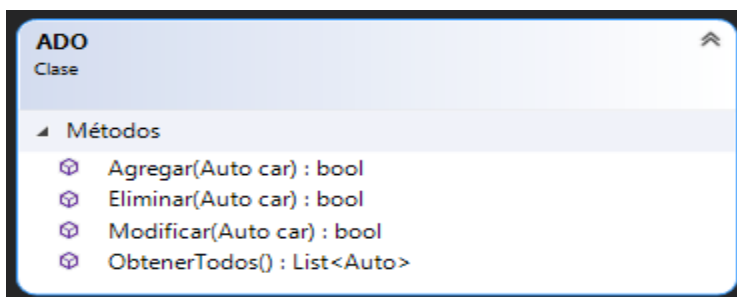 ADO
Clase
Métodos
Agregar(Auto car) : bool
Eliminar(Auto car) : bool
Modificar(Auto car) : bool
ObtenerTodos() : List<Auto>